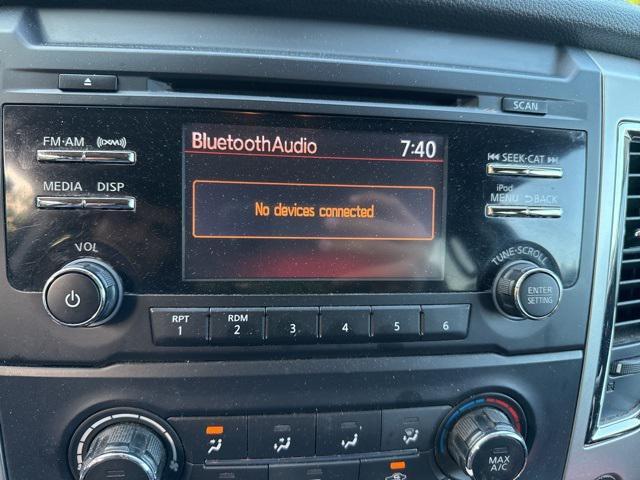 SCAN
FM·AM ((XM))
BluetoothAudio 7:40
SEEK·CAT
MEDIA DISP
iPod
MENU BACK
No devices connected
VOL
TUNE·SCROLL
ENTER
SETTING
RPT
1
RDM
2
3
4
5
6
MAX
A/C